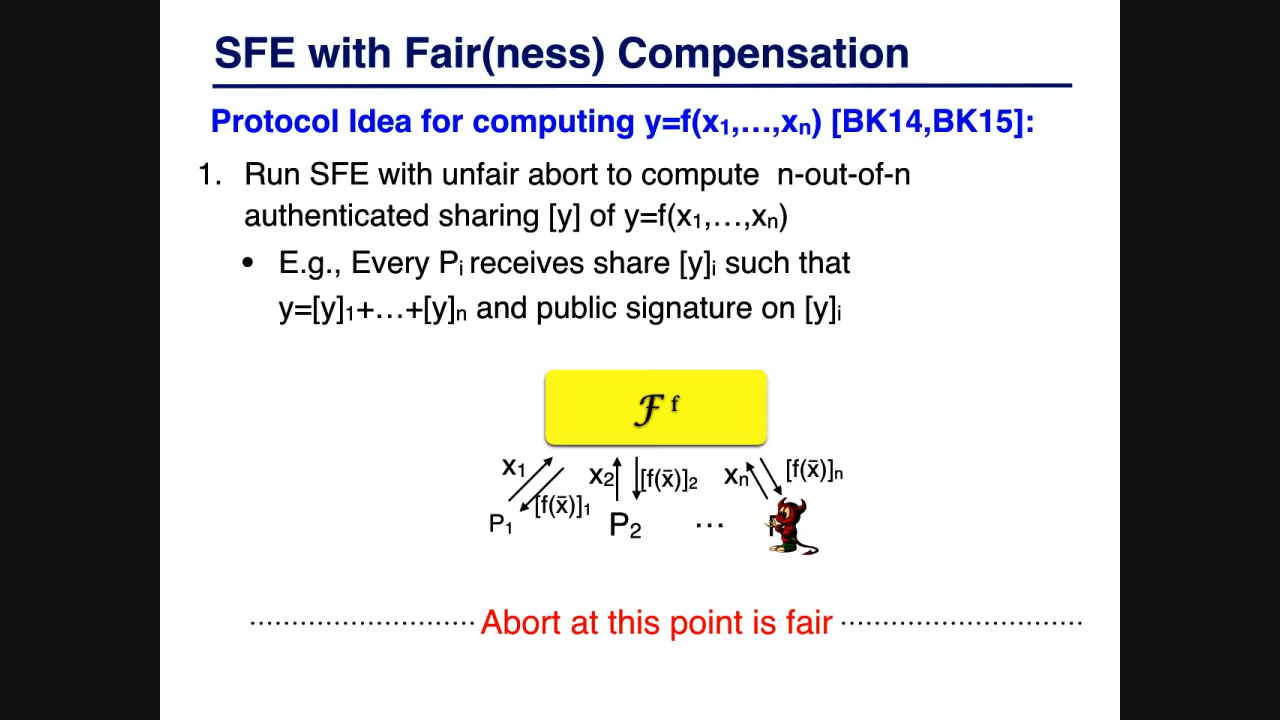 SFE with Fair(ness) Compensation
Protocol Idea for computing y=f(x₁,…,xₙ) [BK14,BK15]:
1. Run SFE with unfair abort to compute n-out-of-n
authenticated sharing [y] of y=f(x₁,…,xₙ)
• E.g., Every Pᵢ receives share [y]ᵢ such that
y=[y]₁+…+[y]ₙ and public signature on [y]ᵢ
ℱ f
x₁ x₂ [f(x̄)]₂ xₙ [f(x̄)]ₙ
[f(x̄)]₁
P₁ P₂ …
Abort at this point is fair